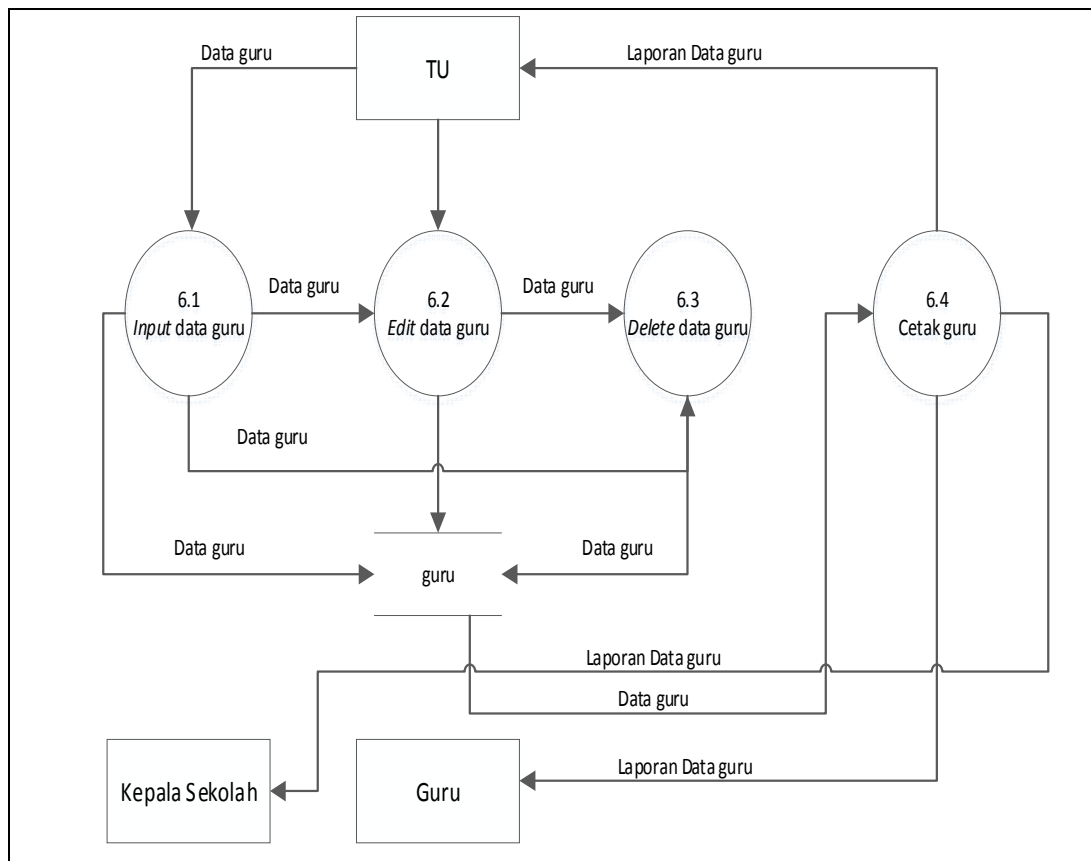 Data guru
TU
Laporan Data guru
6.1
Input data guru
Data guru
6.2
Edit data guru
Data guru
6.3
Delete data guru
6.4
Cetak guru
Data guru
Data guru
guru
Data guru
Laporan Data guru
Data guru
Kepala Sekolah
Guru
Laporan Data guru